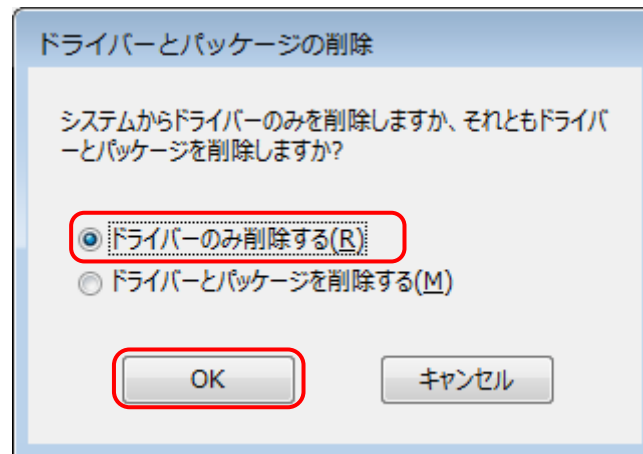 ドライバーとパッケージの削除
システムからドライバーのみを削除しますか、それともドライバ
ーとパッケージを削除しますか?
ドライバーのみ削除する(R)
ドライバーとパッケージを削除する(M)
OK
キャンセル